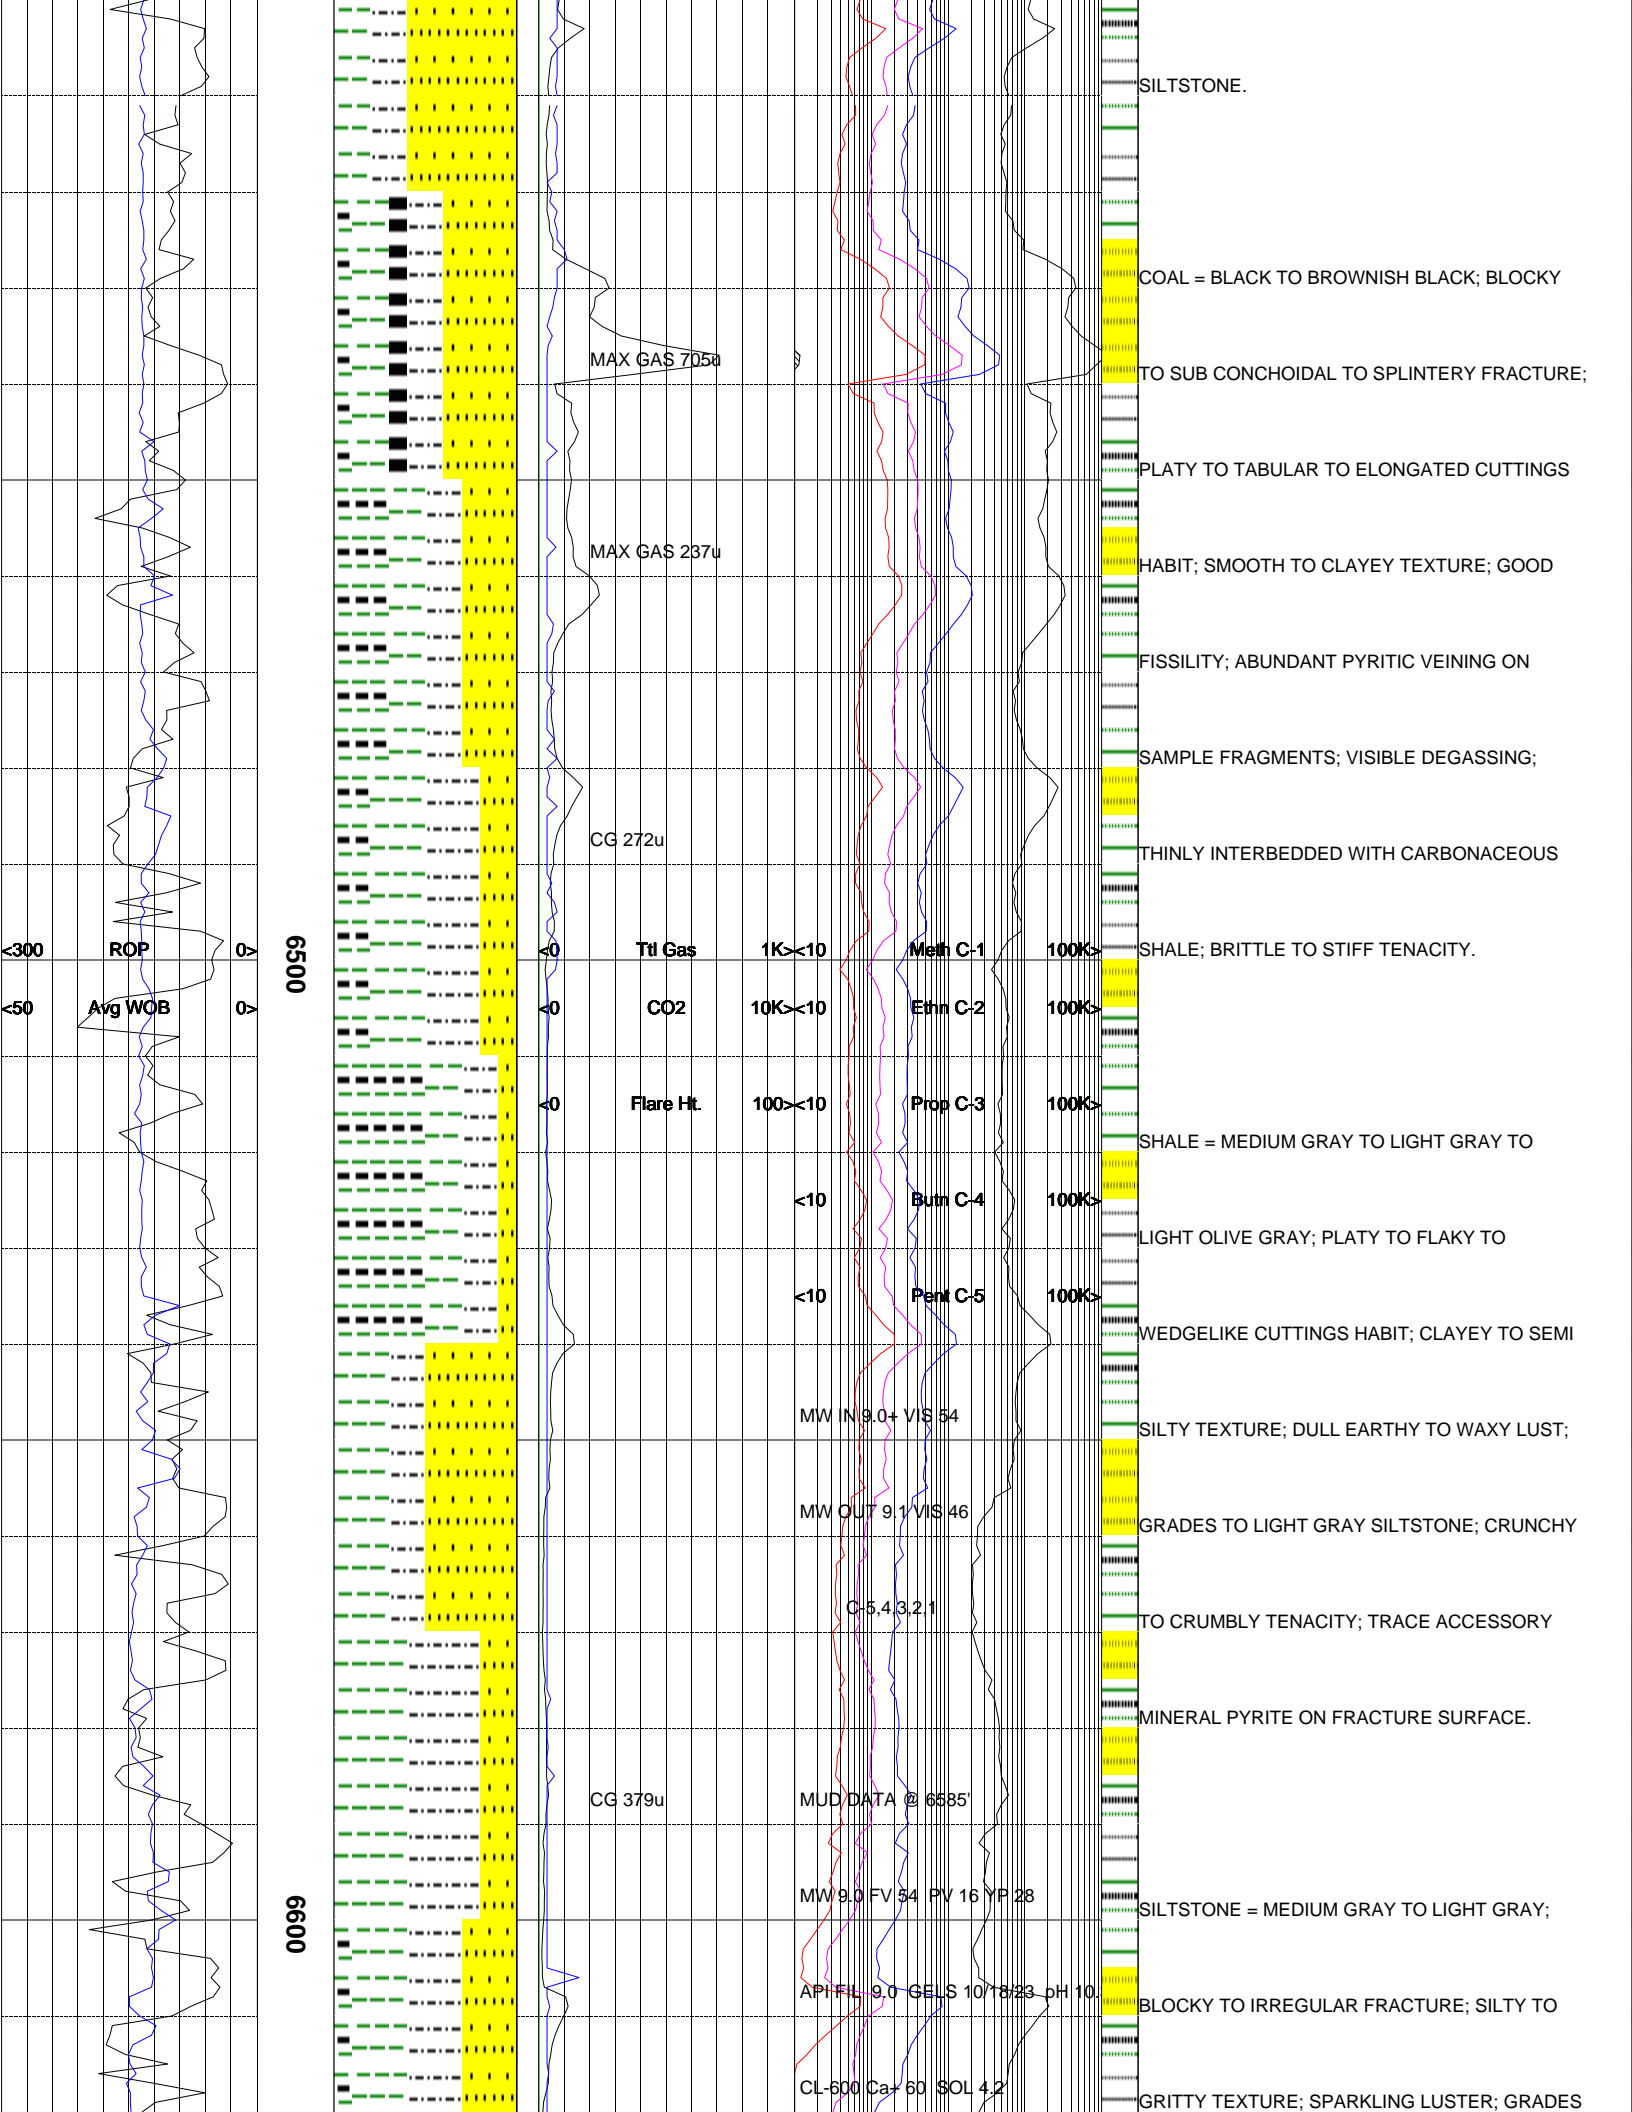 SILTSTONE.
COAL = BLACK TO BROWNISH BLACK; BLOCKY
MAX GAS 705u
TO SUB CONCHOIDAL TO SPLINTERY FRACTURE;
PLATY TO TABULAR TO ELONGATED CUTTINGS
MAX GAS 237u
HABIT; SMOOTH TO CLAYEY TEXTURE; GOOD
FISSILITY; ABUNDANT PYRITIC VEINING ON
SAMPLE FRAGMENTS; VISIBLE DEGASSING;
CG 272u
THINLY INTERBEDDED WITH CARBONACEOUS
<300 ROP 0> 6500 <0 Ttl Gas 1K><10 Meth C-1 100K> SHALE; BRITTLE TO STIFF TENACITY.
<50 Avg WOB 0> <0 CO2 10K><10 Ethn C-2 100K>
<0 Flare Ht. 100><10 Prop C-3 100K>
SHALE = MEDIUM GRAY TO LIGHT GRAY TO
<10 Butn C-4 100K>
LIGHT OLIVE GRAY; PLATY TO FLAKY TO
<10 Pent C-5 100K>
WEDGELIKE CUTTINGS HABIT; CLAYEY TO SEMI
MW IN 9.0+ VIS 54
SILTY TEXTURE; DULL EARTHY TO WAXY LUST;
MW OUT 9.1 VIS 46
GRADES TO LIGHT GRAY SILTSTONE; CRUNCHY
C-5,4,3,2,1
TO CRUMBLY TENACITY; TRACE ACCESSORY
MINERAL PYRITE ON FRACTURE SURFACE.
CG 379u MUD DATA @ 6585'
MW 9.0 FV 54 PV 16 YP 28
6600 SILTSTONE = MEDIUM GRAY TO LIGHT GRAY;
API FIL 9.0 GELS 10/18/23 pH 10.
BLOCKY TO IRREGULAR FRACTURE; SILTY TO
CL-600 Ca+ 60 SOL 4.2
GRITTY TEXTURE; SPARKLING LUSTER; GRADES